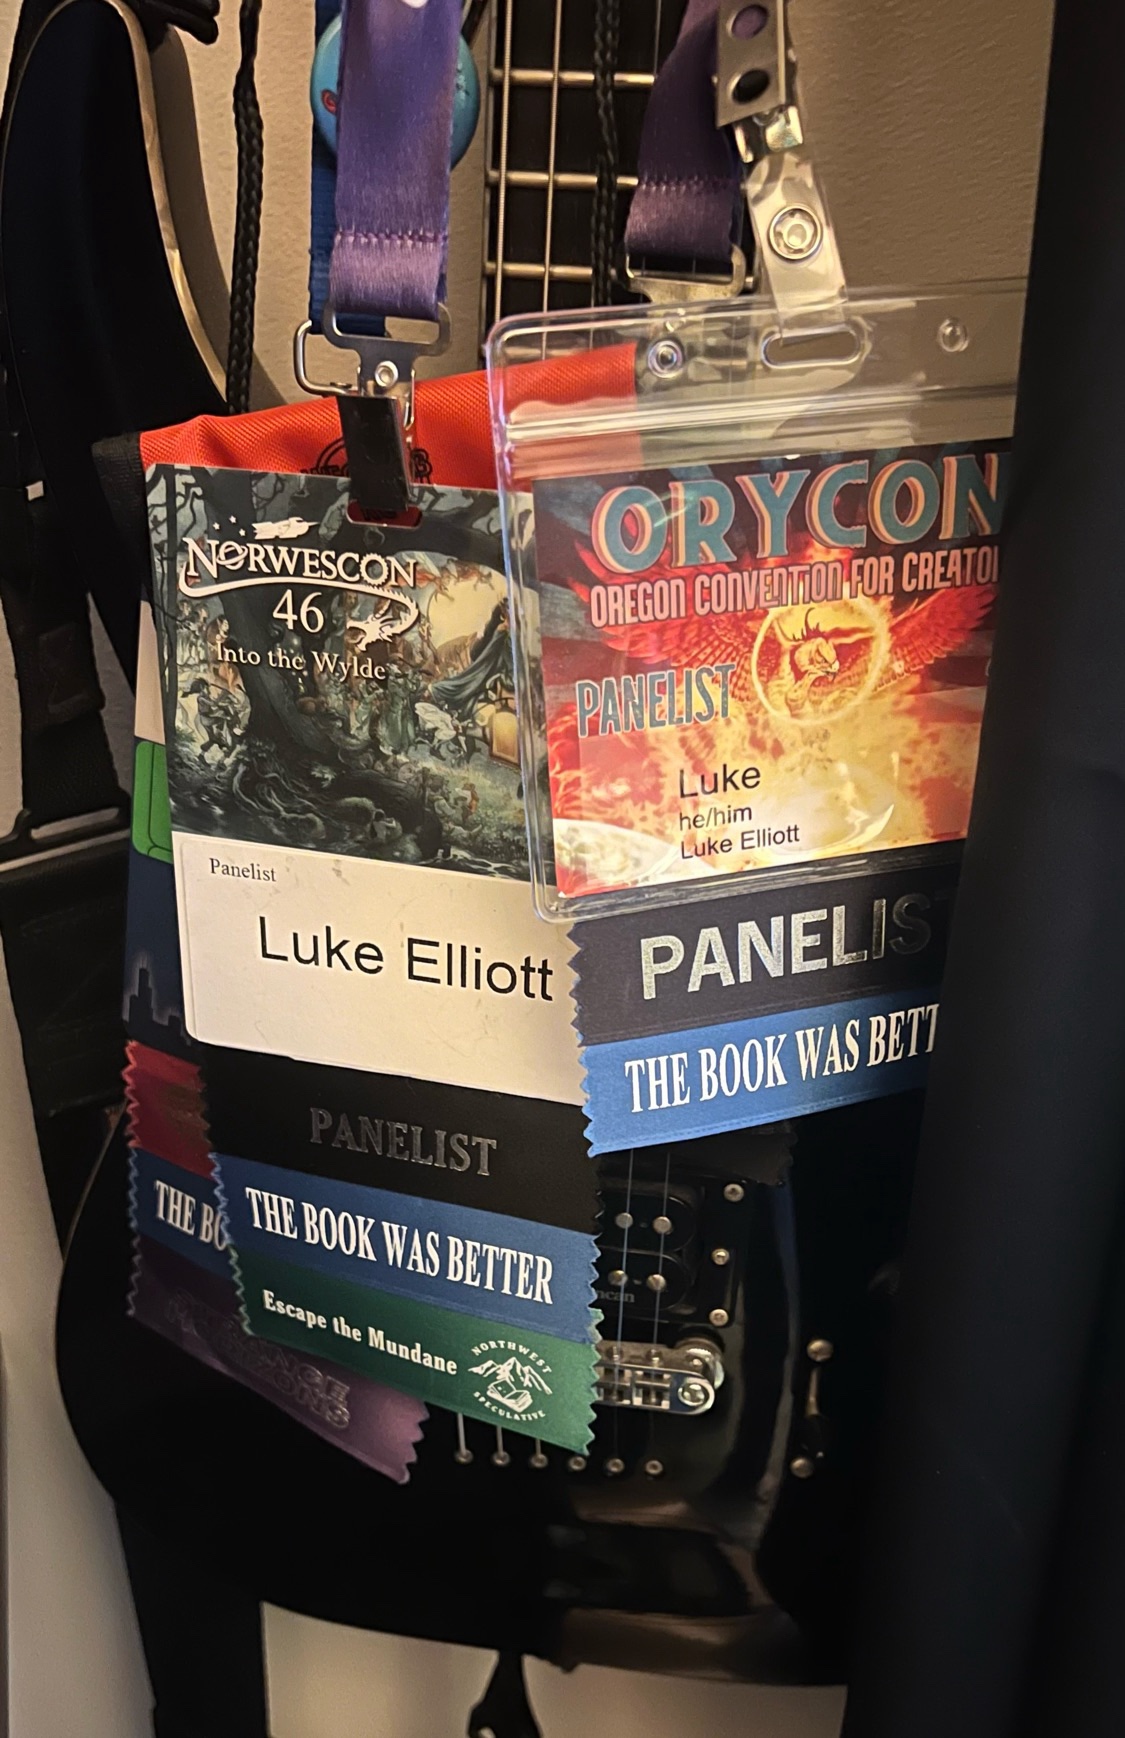 NORWESCON
46
Into the Wylde
Panelist
Luke Elliott
PANELIST
THE BOOK WAS BETTER
Escape the Mundane
NORTHWEST
SPECULATIVE
THE BO
ORYCON
OREGON CONVENTION FOR CREATO
PANELIST
Luke
he/him
Luke Elliott
PANELIST
THE BOOK WAS BETT